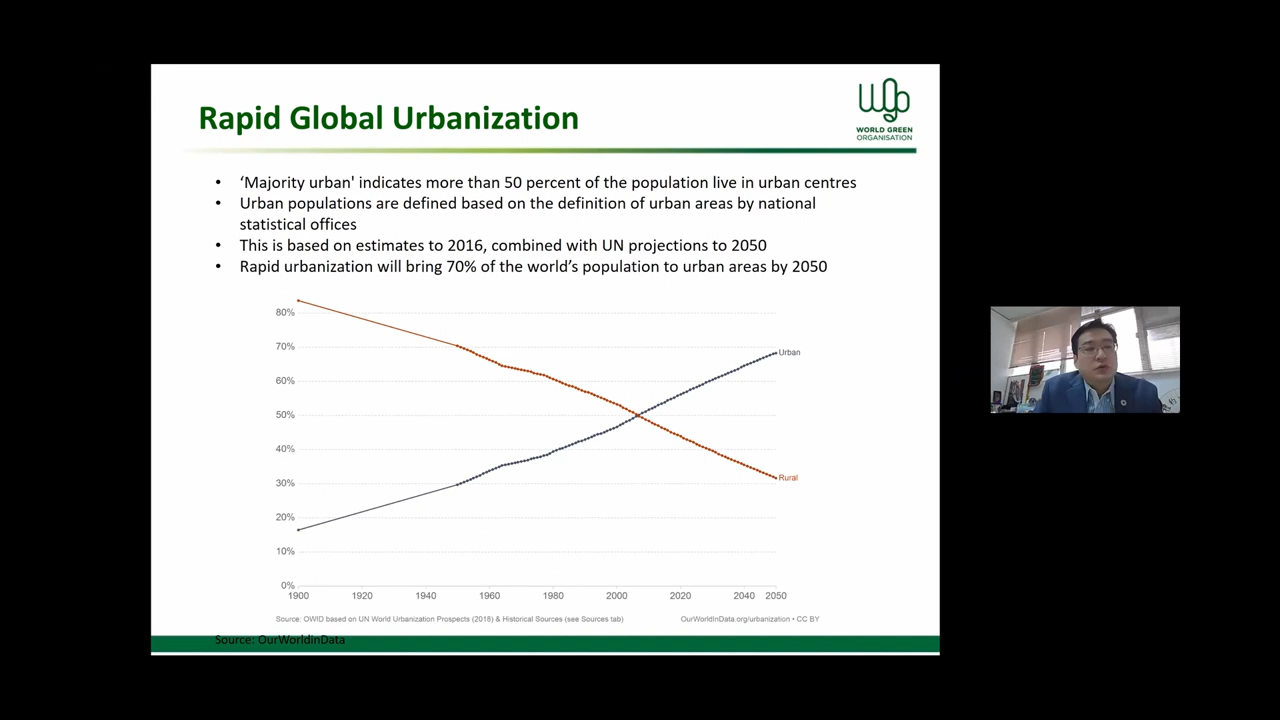 Rapid Global Urbanization
WORLD GREEN
ORGANISATION
• ‘Majority urban' indicates more than 50 percent of the population live in urban centres
• Urban populations are defined based on the definition of urban areas by national
statistical offices
• This is based on estimates to 2016, combined with UN projections to 2050
• Rapid urbanization will bring 70% of the world’s population to urban areas by 2050
80%
70%
60%
50%
40%
30%
20%
10%
0%
Urban
Rural
1900 1920 1940 1960 1980 2000 2020 2040 2050
Source: OWID based on UN World Urbanization Prospects (2018) & Historical Sources (see Sources tab)
OurWorldInData.org/urbanization • CC BY
Source: OurWorldinData